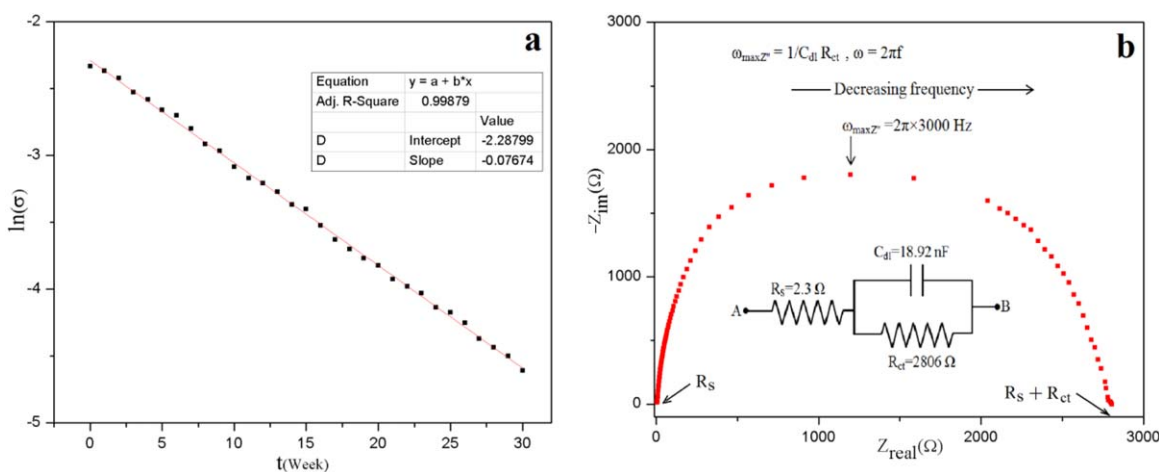 a
-2
-3
-4
-5
ln(σ)
0 5 10 15 20 25 30
t(Week)
Equation y = a + b*x
Adj. R-Square 0.99879
Value
D Intercept -2.28799
D Slope -0.07674
b
3000
2000
1000
0
-Zim(Ω)
0 1000 2000 3000
Zreal(Ω)
ωmaxZ" = 1/Cdl Rct , ω = 2πf
Decreasing frequency
ωmaxZ" =2π×3000 Hz
Cdl=18.92 nF
RS=2.3 Ω
A
B
Rct=2806 Ω
RS
RS + Rct